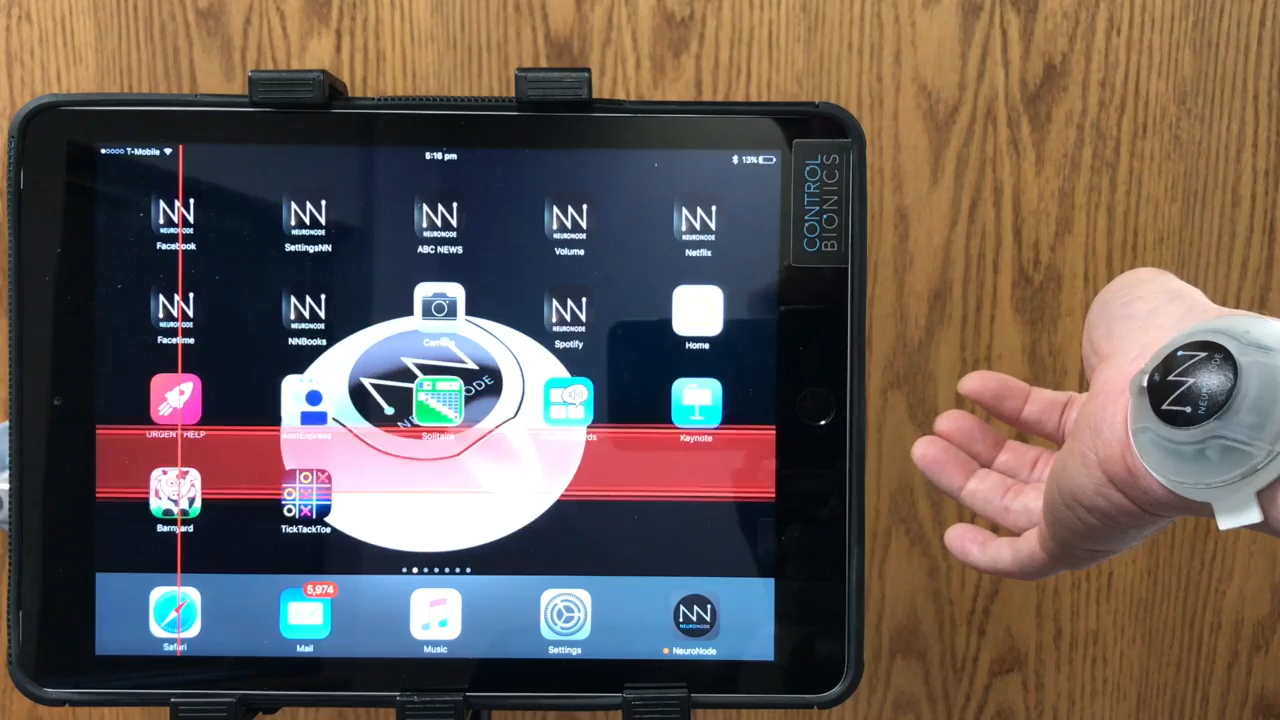 T-Mobile 5:16 pm 13%
NEURONODE NEURONODE NEURONODE NEURONODE NEURONODE
Facebook SettingsNN ABC NEWS Volume Netflix
NEURONODE NEURONODE NEURONODE
Facetime NNBooks Camera Spotify Home
URGENT HELP Solitaire Keynote
Barnyard TickTackToe
5,974
NEURONODE
Safari Mail Music Settings NeuroNode
CONTROL
BIONICS
NEURONODE